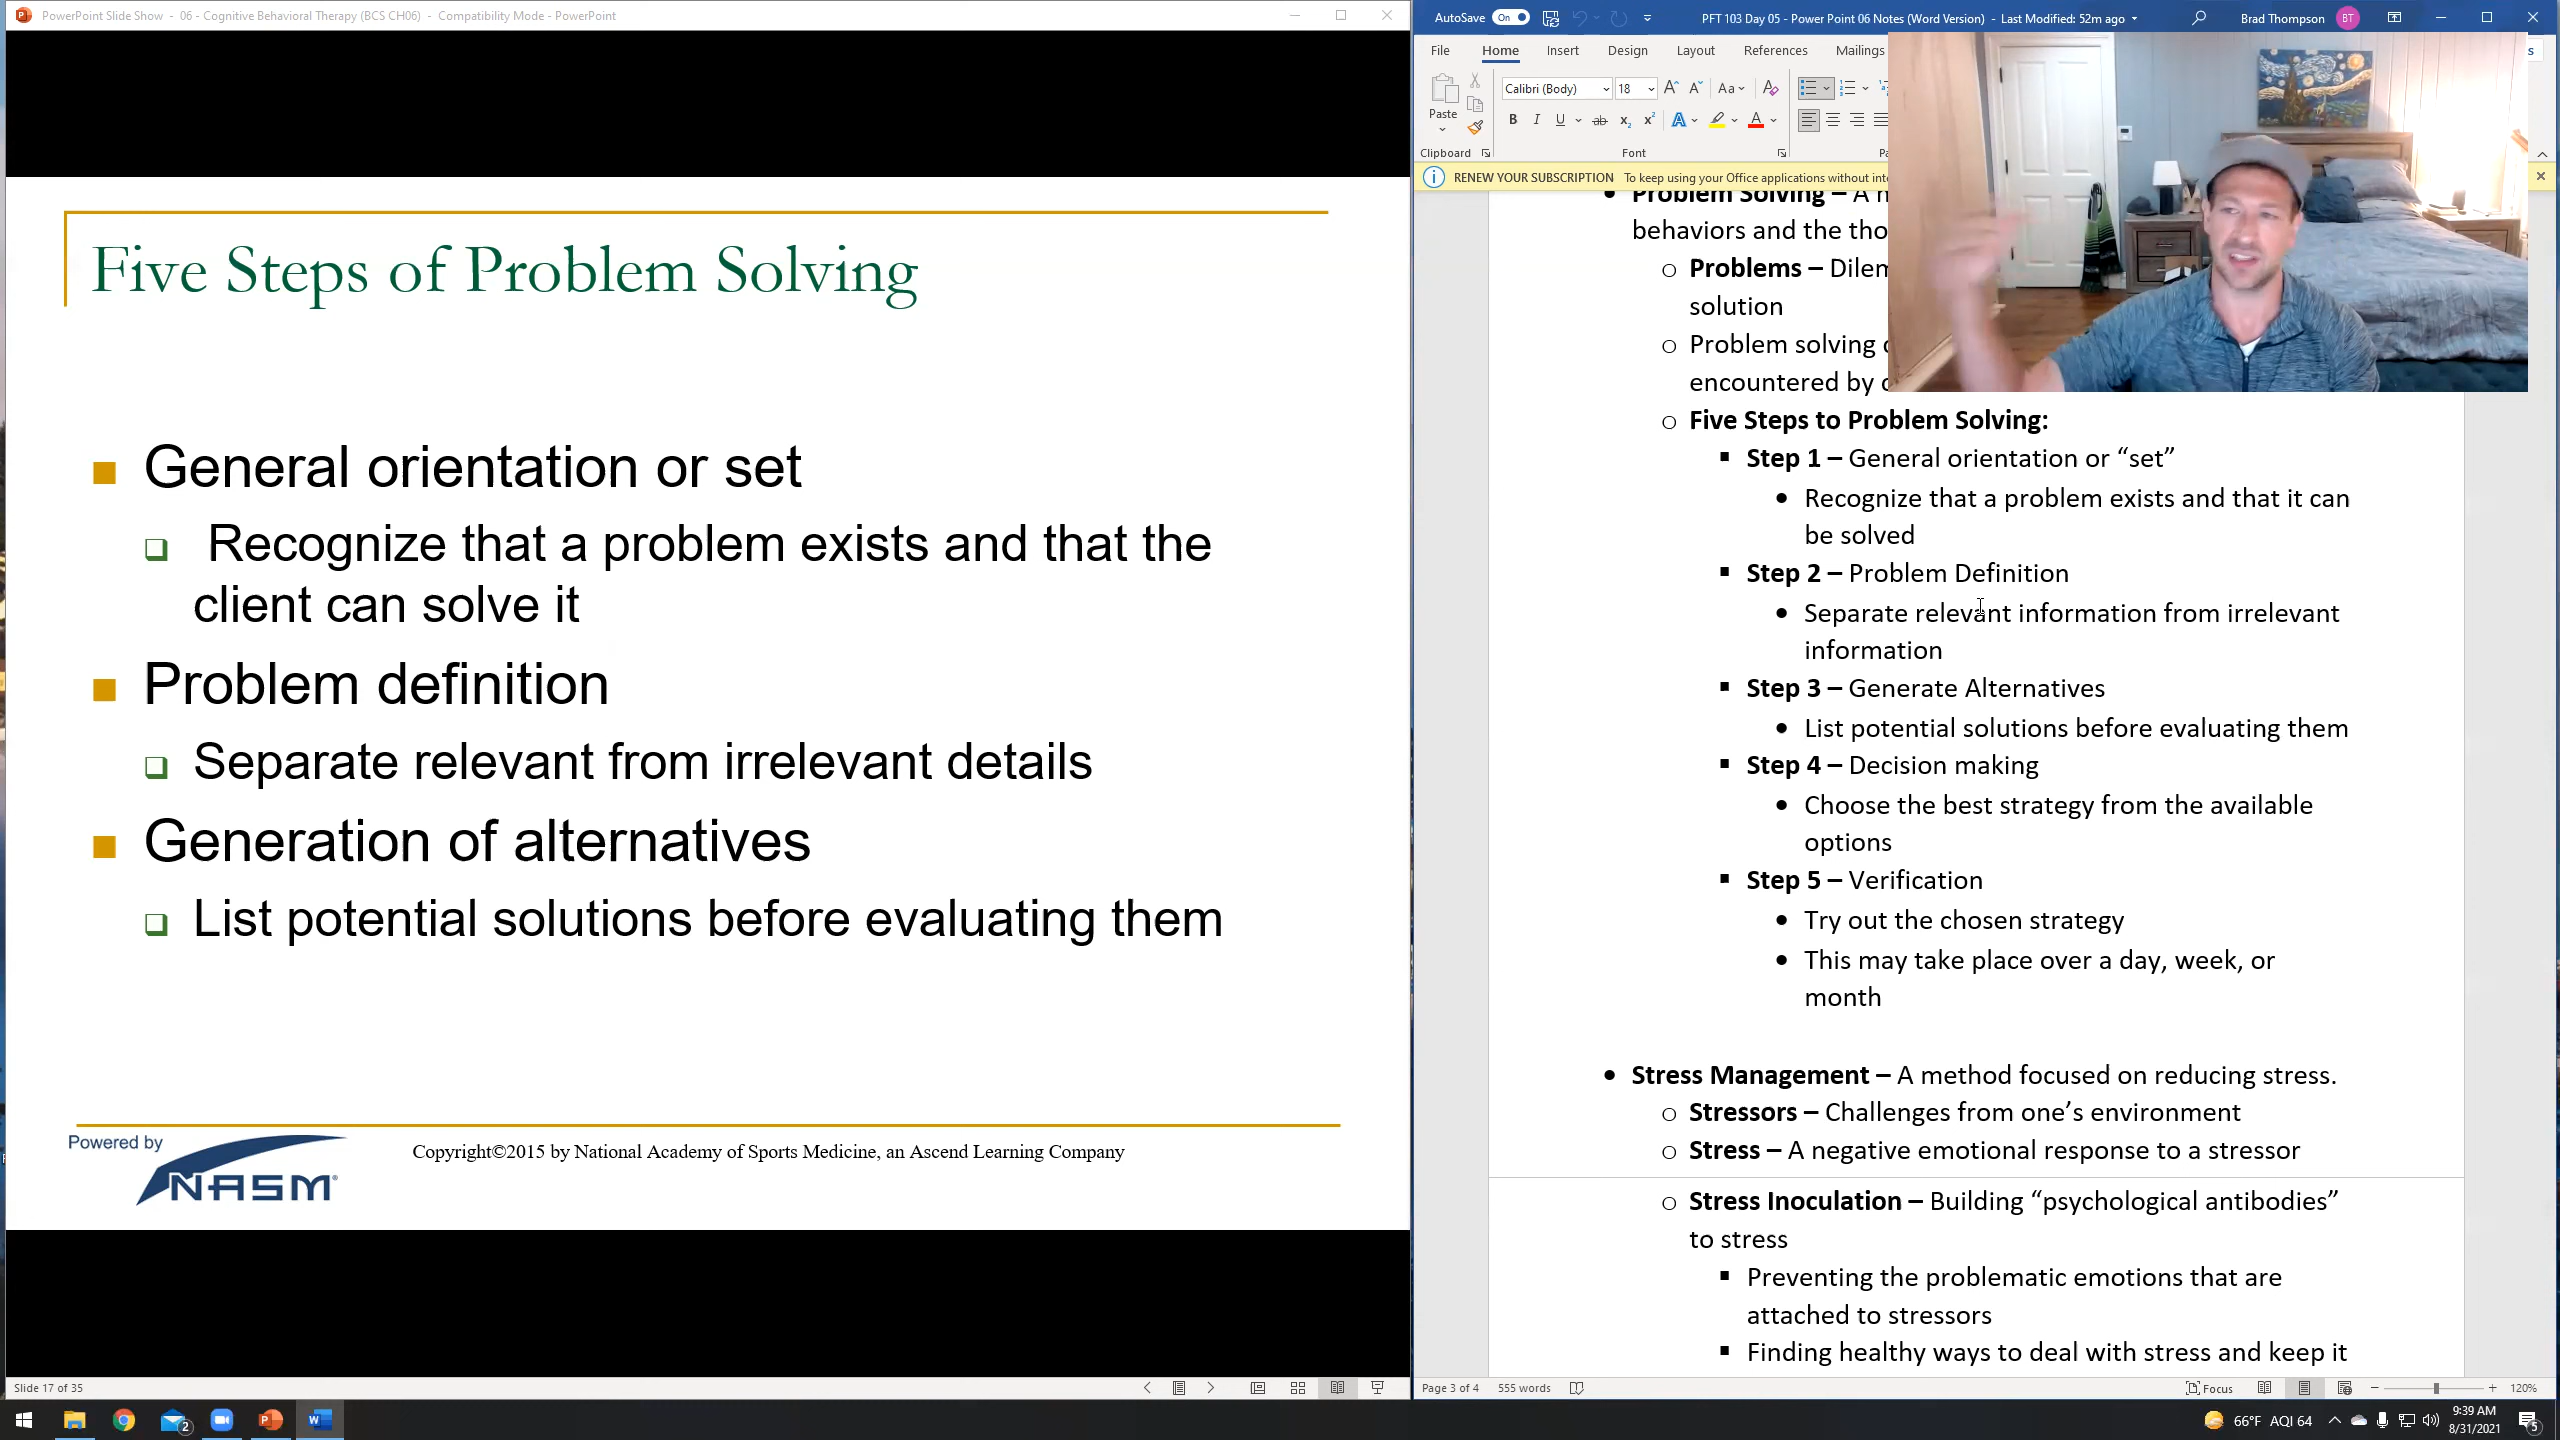 PowerPoint Slide Show - 06 - Cognitive Behavioral Therapy (BCS CH06) - Compatibility Mode - PowerPoint
Five Steps of Problem Solving
General orientation or set
Recognize that a problem exists and that the
client can solve it
Problem definition
Separate relevant from irrelevant details
Generation of alternatives
List potential solutions before evaluating them
Powered by
NASM
Copyright©2015 by National Academy of Sports Medicine, an Ascend Learning Company
Slide 17 of 35
AutoSave On
PFT 103 Day 05 - Power Point 06 Notes (Word Version) - Last Modified: 52m ago
Brad Thompson BT
File Home Insert Design Layout References Mailings
Calibri (Body) 18
Paste
Clipboard Font
RENEW YOUR SUBSCRIPTION To keep using your Office applications without
Problem Solving – A
behaviors and the
Problems –
solution
Problem solving
encountered by
Five Steps to Problem Solving:
Step 1 – General orientation or “set”
Recognize that a problem exists and that it can
be solved
Step 2 – Problem Definition
Separate relevant information from irrelevant
information
Step 3 – Generate Alternatives
List potential solutions before evaluating them
Step 4 – Decision making
Choose the best strategy from the available
options
Step 5 – Verification
Try out the chosen strategy
This may take place over a day, week, or
month
Stress Management – A method focused on reducing stress.
Stressors – Challenges from one’s environment
Stress – A negative emotional response to a stressor
Stress Inoculation – Building “psychological antibodies”
to stress
Preventing the problematic emotions that are
attached to stressors
Finding healthy ways to deal with stress and keep it
Page 3 of 4 555 words
Focus
120%
2
66°F AQI 64
9:39 AM
8/31/2021
5